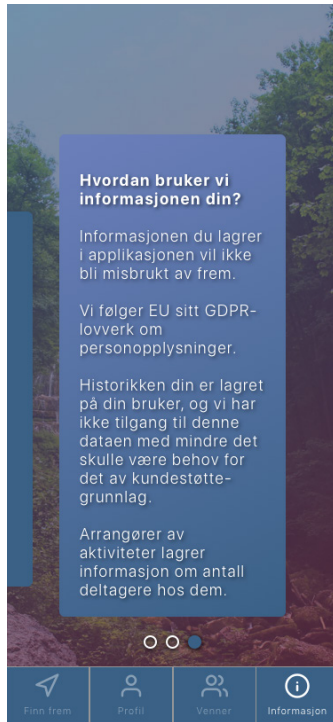 Hvordan bruker vi
informasjonen din?
Informasjonen du lagrer
i applikasjonen vil ikke
bli misbrukt av frem.
Vi følger EU sitt GDPR-
lovverk om
personopplysninger.
Historikken din er lagret
på din bruker, og vi har
ikke tilgang til denne
dataen med mindre det
skulle være behov for
det av kundestøtte-
grunnlag.
Arrangører av
aktiviteter lagrer
informasjon om antall
deltagere hos dem.
Finn frem
Profil
Venner
Informasjon